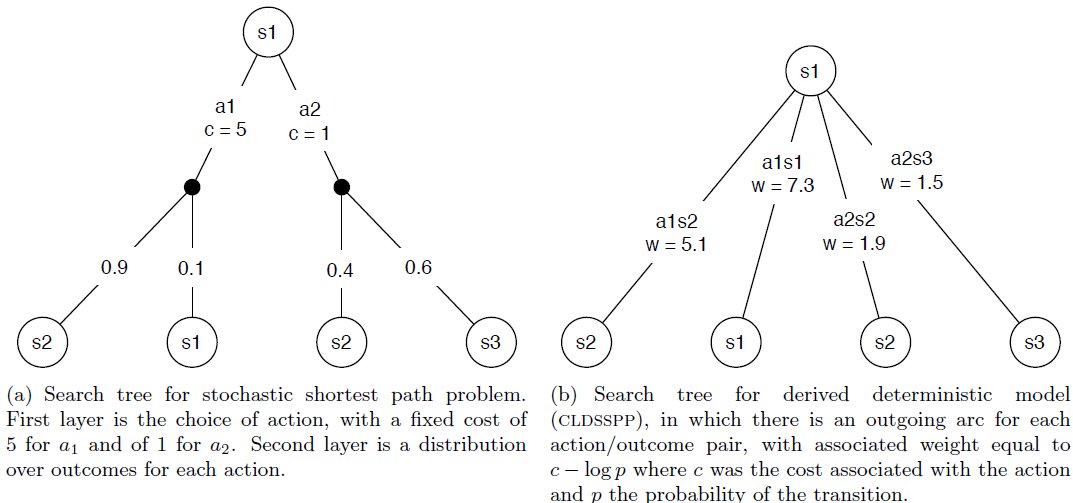 s1
a1
c = 5
a2
c = 1
0.9
0.1
0.4
0.6
s2
s1
s2
s3
(a) Search tree for stochastic shortest path problem.
First layer is the choice of action, with a fixed cost of
5 for a1 and of 1 for a2. Second layer is a distribution
over outcomes for each action.
s1
a1s1
w = 7.3
a2s3
w = 1.5
a1s2
w = 5.1
a2s2
w = 1.9
s2
s1
s2
s3
(b) Search tree for derived deterministic model
(CLDSSPP), in which there is an outgoing arc for each
action/outcome pair, with associated weight equal to
c − log p where c was the cost associated with the action
and p the probability of the transition.